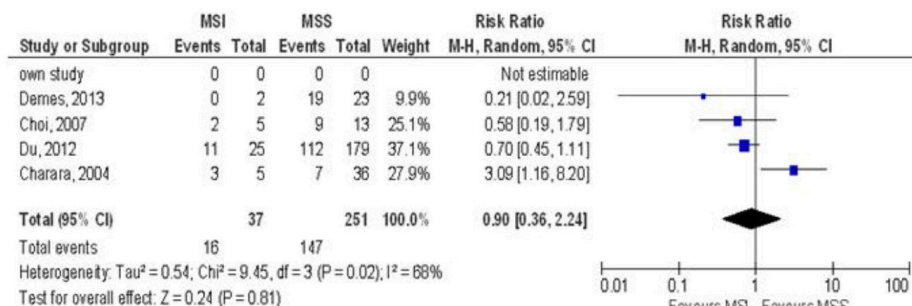 MSI MSS Risk Ratio Risk Ratio
Study or Subgroup Events Total Events Total Weight M-H, Random, 95% CI M-H, Random, 95% CI
own study 0 0 0 0 Not estimable
Demes, 2013 0 2 19 23 9.9% 0.21 [0.02, 2.59]
Choi, 2007 2 5 9 13 25.1% 0.58 [0.19, 1.79]
Du, 2012 11 25 112 179 37.1% 0.70 [0.45, 1.11]
Charara, 2004 3 5 7 36 27.9% 3.09 [1.16, 8.20]
Total (95% CI) 37 251 100.0% 0.90 [0.36, 2.24]
Total events 16 147
Heterogeneity: Tau² = 0.54; Chi² = 9.45, df = 3 (P = 0.02); I² = 68%
Test for overall effect: Z = 0.24 (P = 0.81)
0.01 0.1 1 10 100
Favours MSI Favours MSS